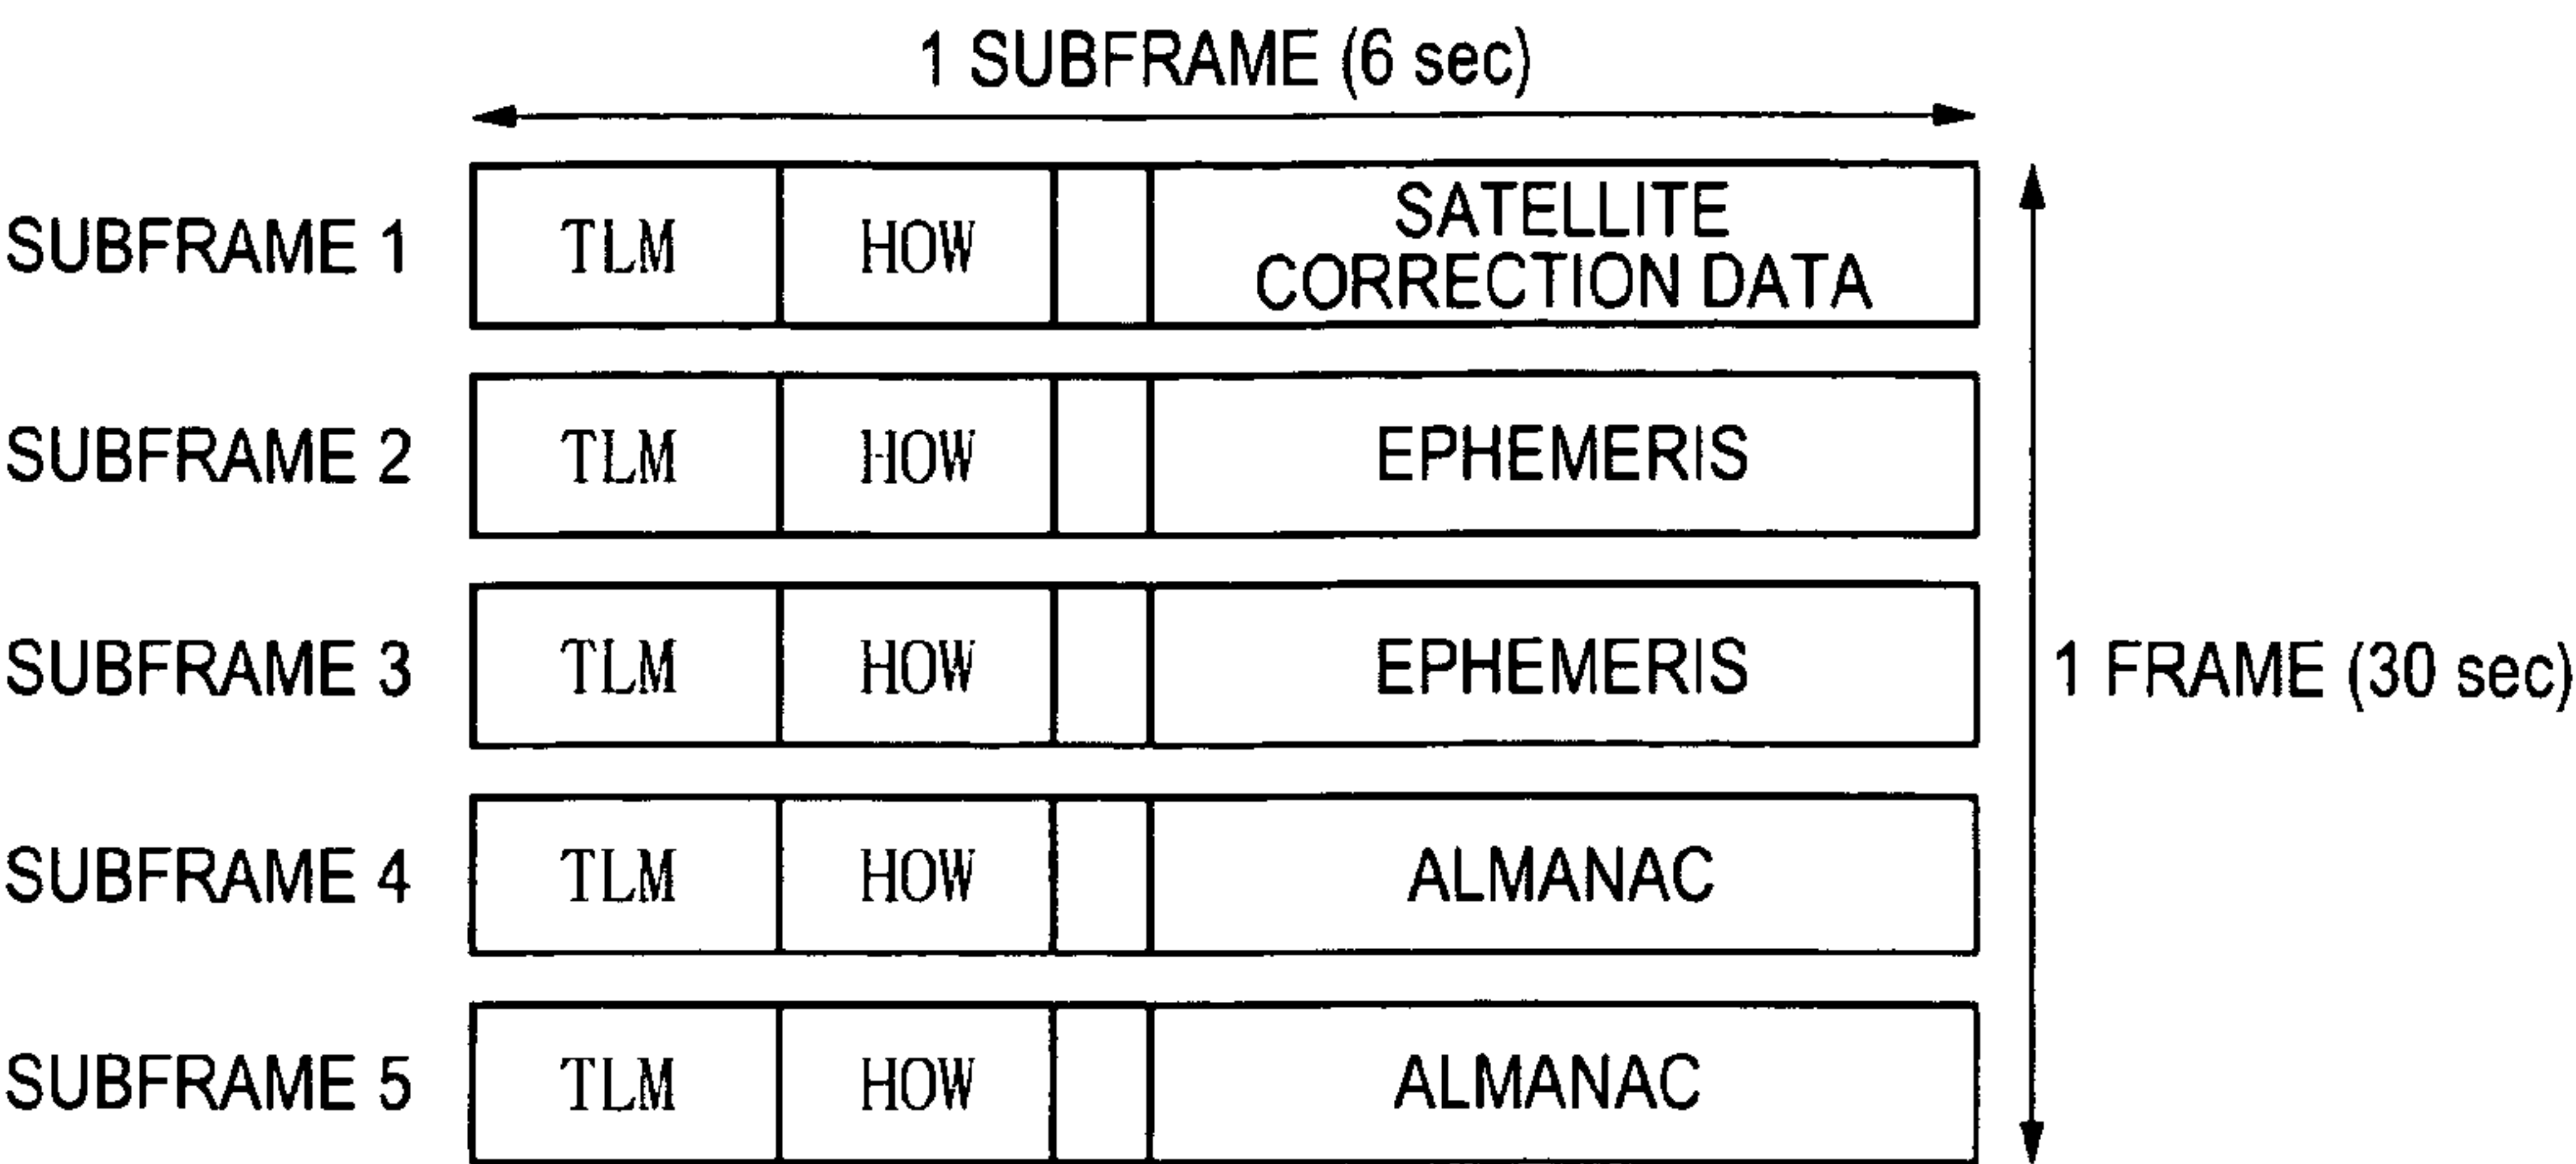 1 SUBFRAME (6 sec)
SUBFRAME 1 TLM HOW SATELLITE CORRECTION DATA
SUBFRAME 2 TLM HOW EPHEMERIS
SUBFRAME 3 TLM HOW EPHEMERIS
1 FRAME (30 sec)
SUBFRAME 4 TLM HOW ALMANAC
SUBFRAME 5 TLM HOW ALMANAC